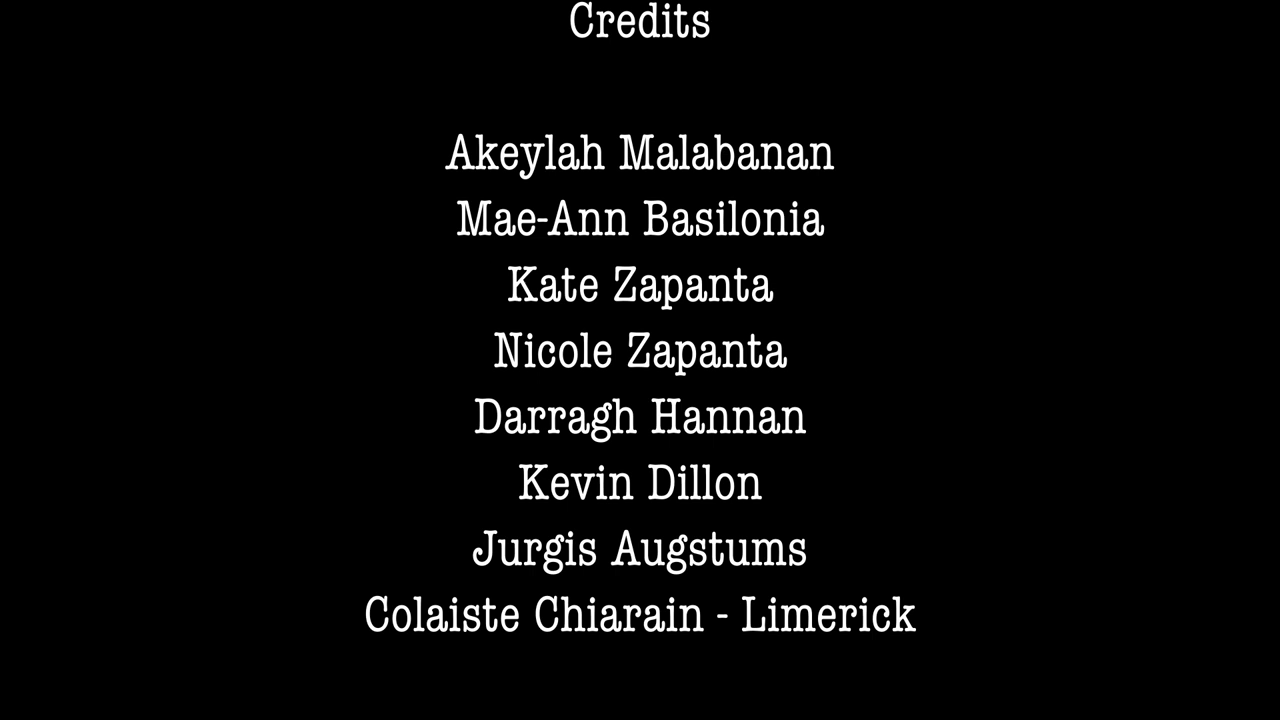 Credits
Akeylah Malabanan
Mae-Ann Basilonia
Kate Zapanta
Nicole Zapanta
Darragh Hannan
Kevin Dillon
Jurgis Augstums
Colaiste Chiarain - Limerick